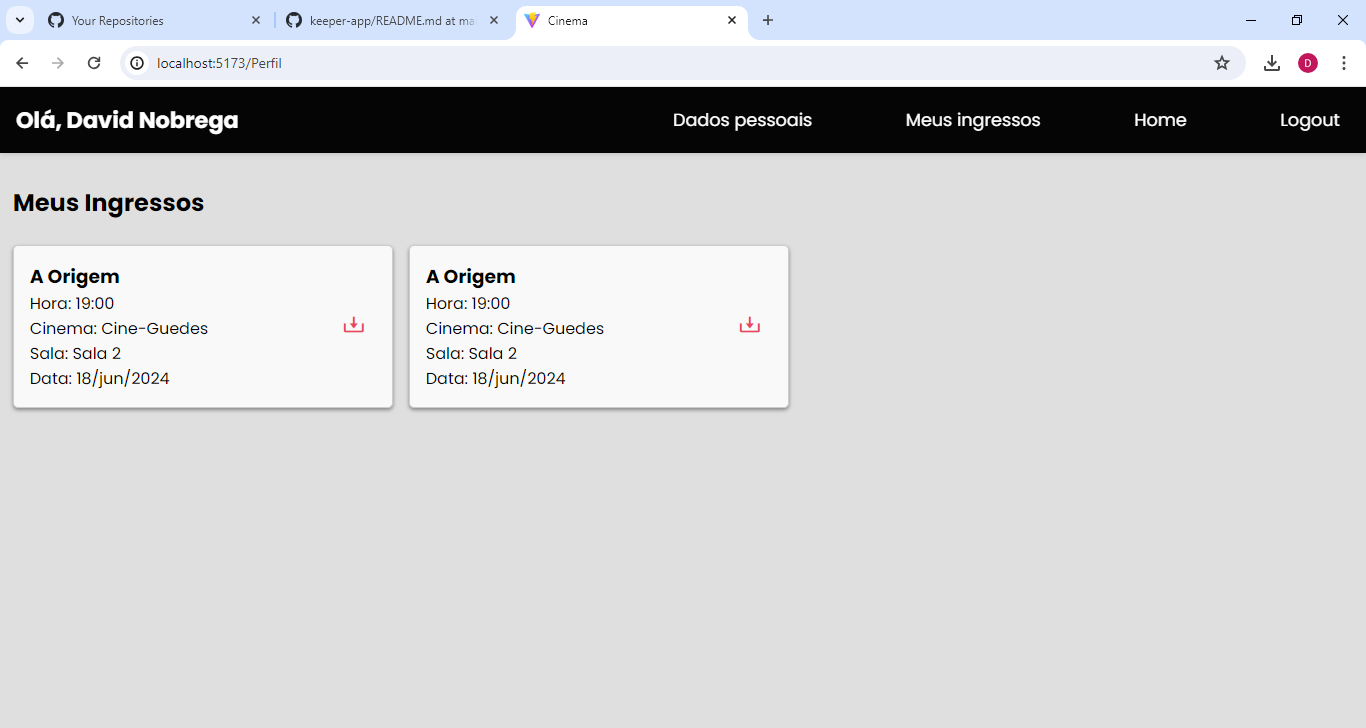 Your Repositories
keeper-app/README.md at ma
Cinema
localhost:5173/Perfil
D
Olá, David Nobrega
Dados pessoais
Meus ingressos
Home
Logout
Meus Ingressos
A Origem
Hora: 19:00
Cinema: Cine-Guedes
Sala: Sala 2
Data: 18/jun/2024
A Origem
Hora: 19:00
Cinema: Cine-Guedes
Sala: Sala 2
Data: 18/jun/2024